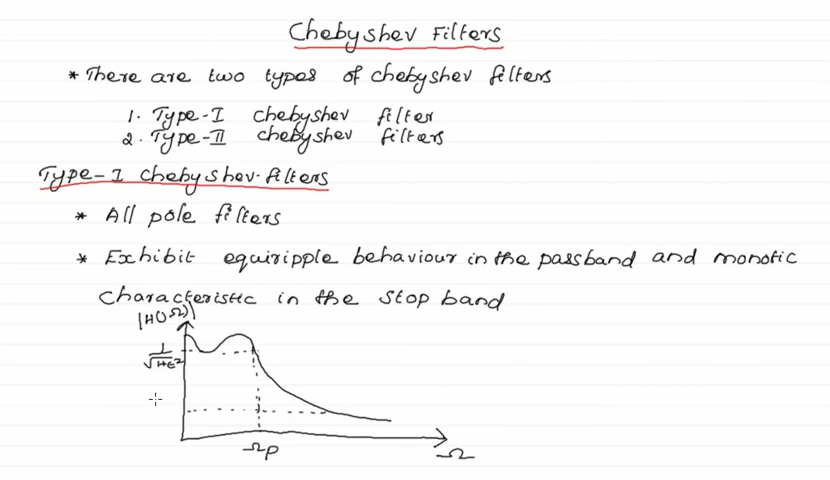 Chebyshev Filters
* There are two types of chebyshev filters
1. Type-I chebyshev filter
2. Type-II chebyshev filters
Type-I chebyshev filters
* All pole filters
* Exhibit equiripple behaviour in the passband and monotic
characteristic in the stop band
|H(jΩ)|
1/√1+ε²
Ωp
Ω